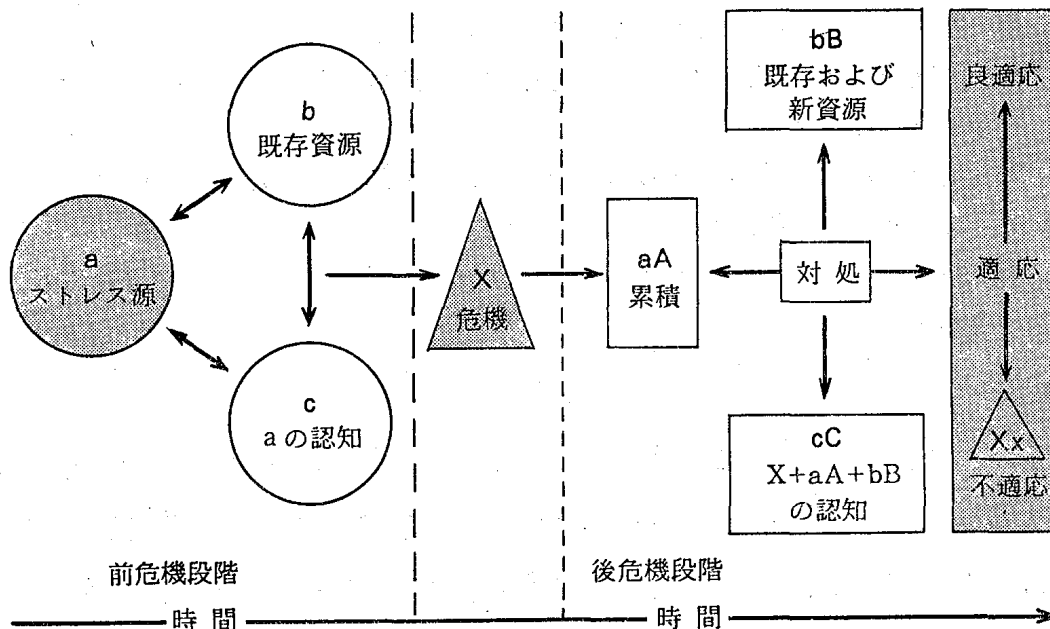 b
既存資源
a
ストレス源
c
aの認知
X
危機
aA
累積
bB
既存および
新資源
対処
cC
X+aA+bB
の認知
良適応
適応
Xx
不適応
前危機段階
後危機段階
時間
時間